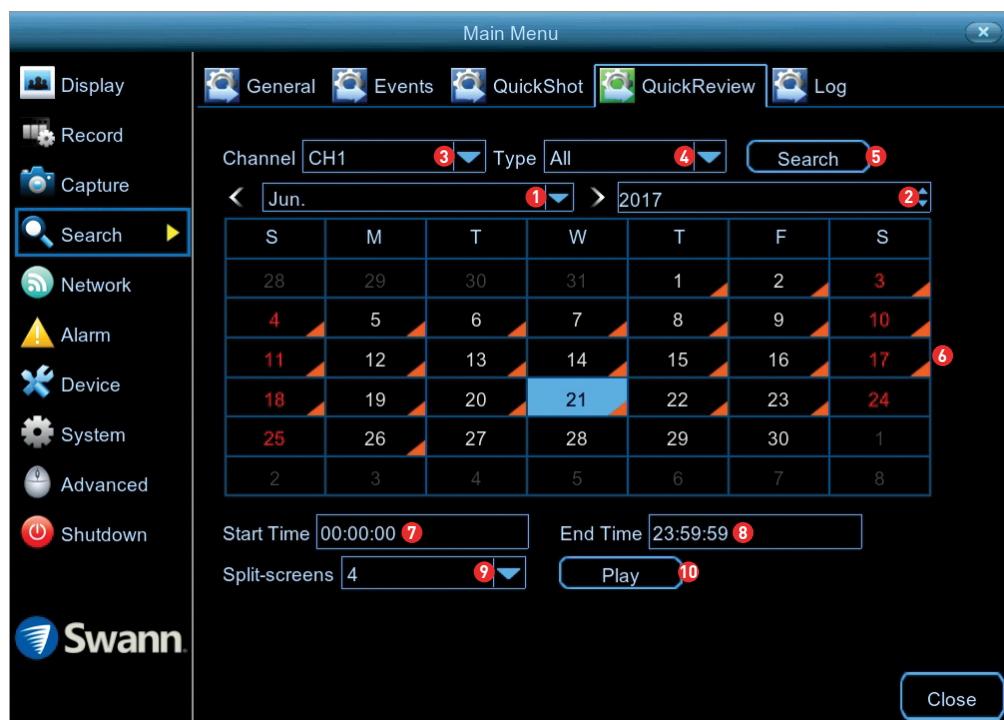 Main Menu
Display
Record
Capture
Search
Network
Alarm
Device
System
Advanced
Shutdown
Swann.
General Events QuickShot QuickReview Log
Channel CH1 3 Type All 4 Search 5
Jun. 1 2017 2
S M T W T F S
28 29 30 31 1 2 3
4 5 6 7 8 9 10
11 12 13 14 15 16 17 6
18 19 20 21 22 23 24
25 26 27 28 29 30 1
2 3 4 5 6 7 8
Start Time 00:00:00 7 End Time 23:59:59 8
Split-screens 4 9 Play 10
Close